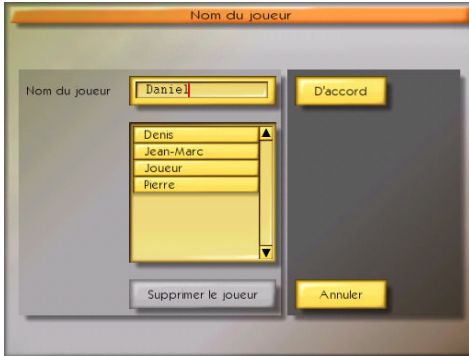 Nom du joueur
Nom du joueur Daniel D'accord
Denis
Jean-Marc
Joueur
Pierre
Supprimer le joueur Annuler